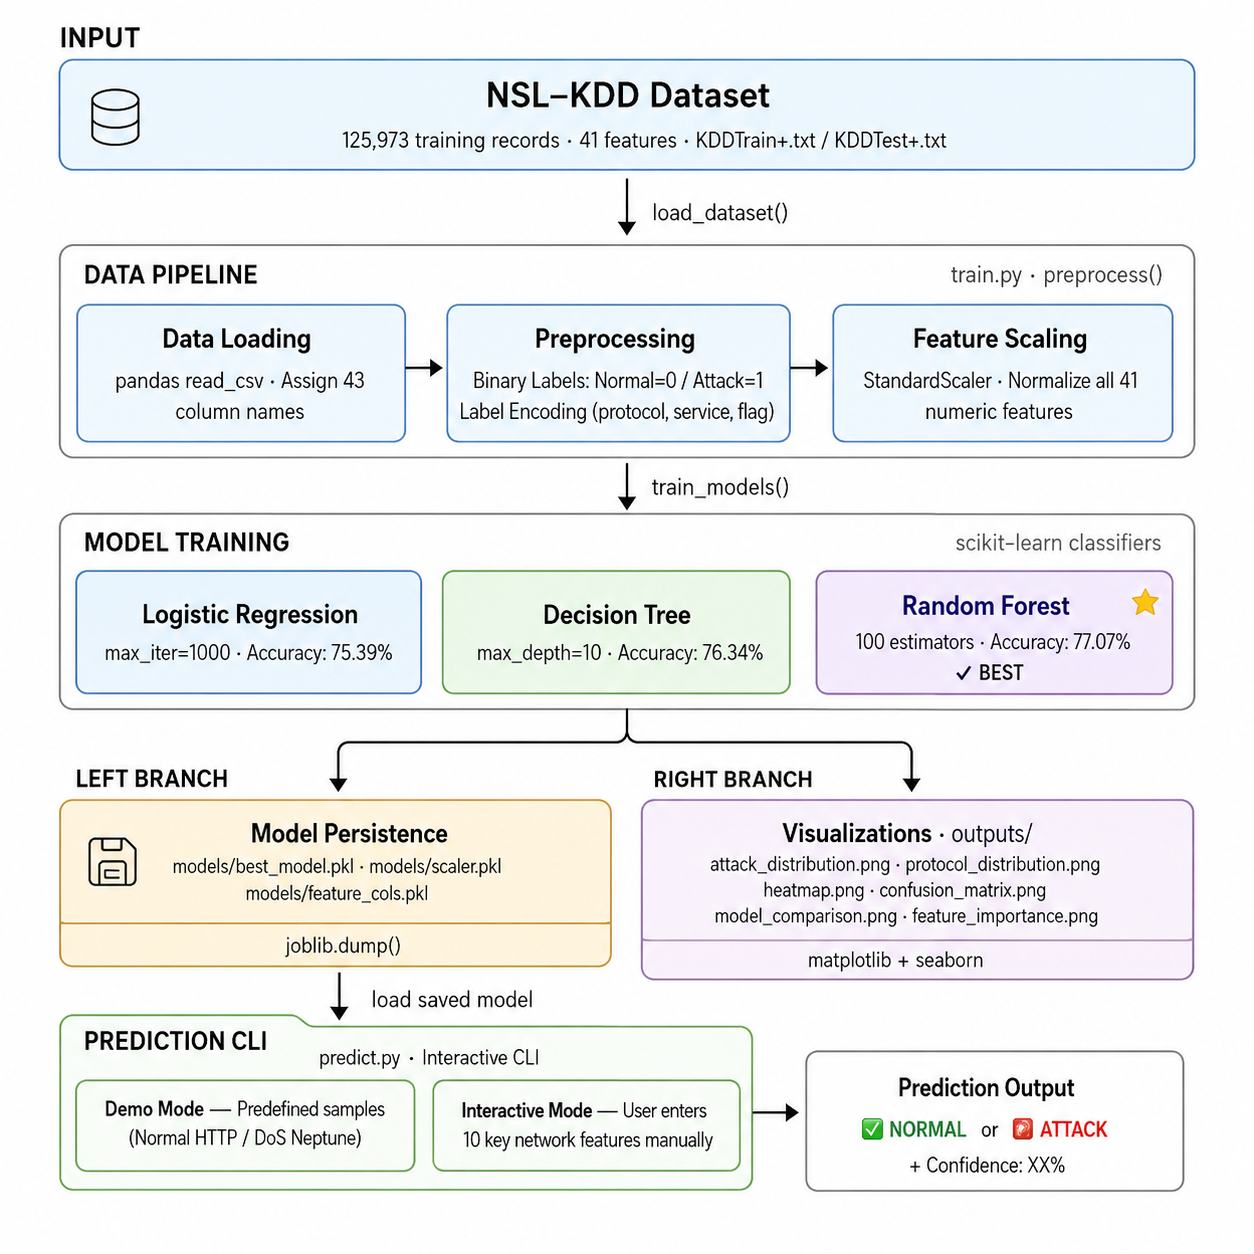 INPUT
NSL–KDD Dataset
125,973 training records · 41 features · KDDTrain+.txt / KDDTest+.txt
load_dataset()
DATA PIPELINE
train.py · preprocess()
Data Loading
pandas read_csv · Assign 43
column names
Preprocessing
Binary Labels: Normal=0 / Attack=1
Label Encoding (protocol, service, flag)
Feature Scaling
StandardScaler · Normalize all 41
numeric features
train_models()
MODEL TRAINING
scikit-learn classifiers
Logistic Regression
max_iter=1000 · Accuracy: 75.39%
Decision Tree
max_depth=10 · Accuracy: 76.34%
Random Forest
100 estimators · Accuracy: 77.07%
✓ BEST
LEFT BRANCH
Model Persistence
models/best_model.pkl · models/scaler.pkl
models/feature_cols.pkl
joblib.dump()
RIGHT BRANCH
Visualizations · outputs/
attack_distribution.png · protocol_distribution.png
heatmap.png · confusion_matrix.png
model_comparison.png · feature_importance.png
matplotlib + seaborn
load saved model
PREDICTION CLI
predict.py · Interactive CLI
Demo Mode — Predefined samples
(Normal HTTP / DoS Neptune)
Interactive Mode — User enters
10 key network features manually
Prediction Output
✅ NORMAL or ATTACK
+ Confidence: XX%